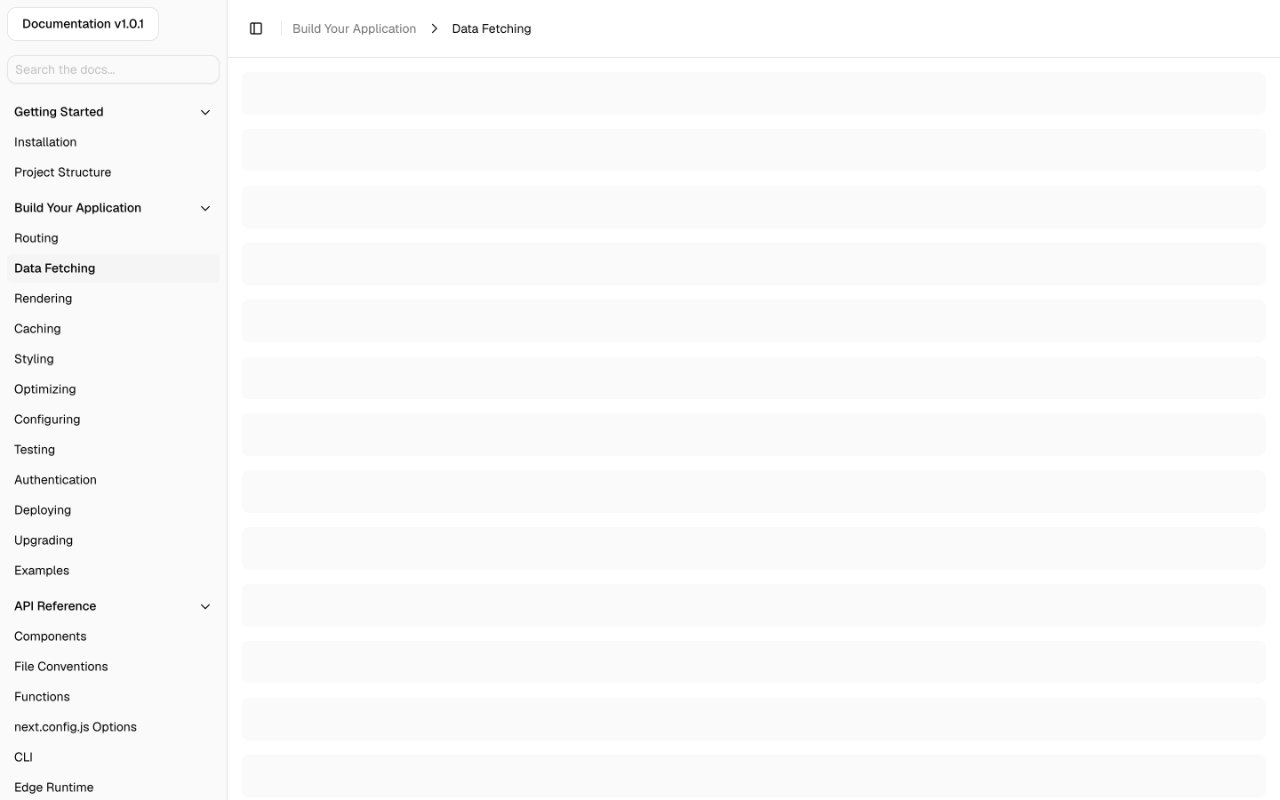 Documentation v1.0.1
Search the docs...
Getting Started
Installation
Project Structure
Build Your Application
Routing
Data Fetching
Rendering
Caching
Styling
Optimizing
Configuring
Testing
Authentication
Deploying
Upgrading
Examples
API Reference
Components
File Conventions
Functions
next.config.js Options
CLI
Edge Runtime
Build Your Application > Data Fetching